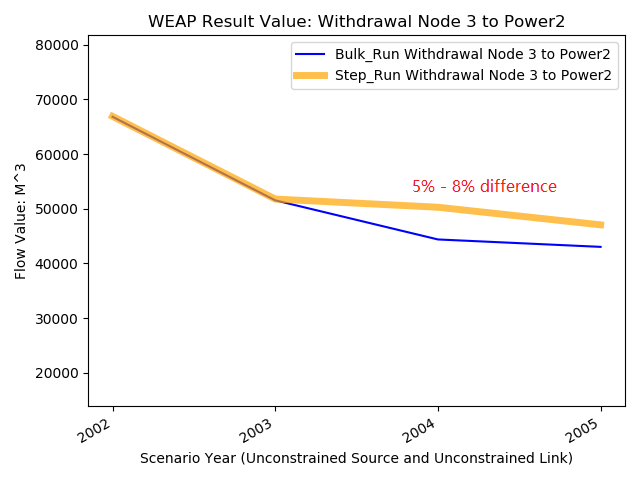 WEAP Result Value: Withdrawal Node 3 to Power2
Bulk_Run Withdrawal Node 3 to Power2
Step_Run Withdrawal Node 3 to Power2
5% - 8% difference
Flow Value: M^3
80000
70000
60000
50000
40000
30000
20000
2002
2003
2004
2005
Scenario Year (Unconstrained Source and Unconstrained Link)